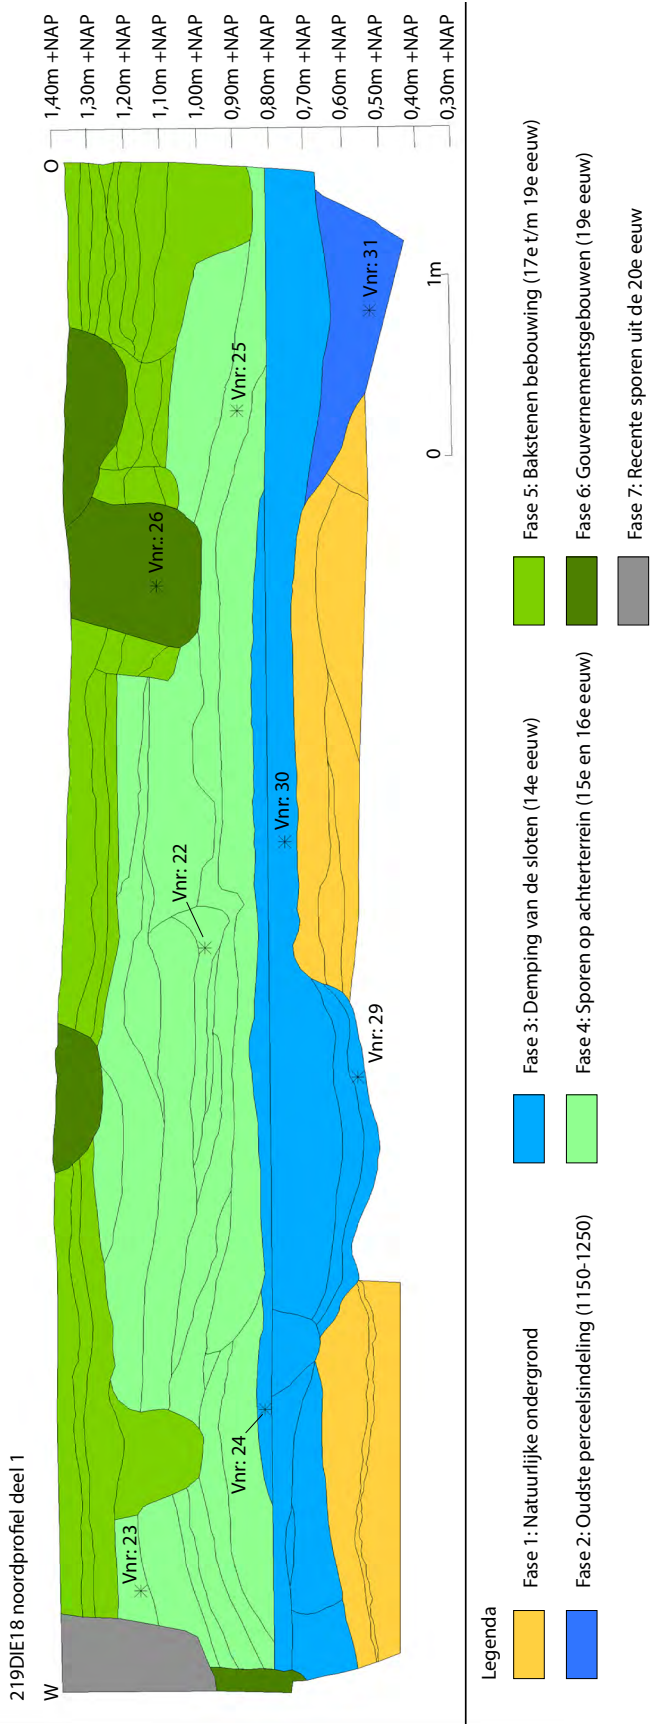 219DIE18 noordprofiel deel 1
W
O
1,40m +NAP
1,30m +NAP
1,20m +NAP
1,10m +NAP
1,00m +NAP
0,90m +NAP
0,80m +NAP
0,70m +NAP
0,60m +NAP
0,50m +NAP
0,40m +NAP
0,30m +NAP
Vnr: 23
Vnr: 24
Vnr: 29
Vnr: 22
Vnr: 30
Vnr.: 26
Vnr: 25
Vnr: 31
0
1m
Legenda
Fase 1: Natuurlijke ondergrond
Fase 2: Oudste perceelsindeling (1150-1250)
Fase 3: Demping van de sloten (14e eeuw)
Fase 4: Sporen op achterterrein (15e en 16e eeuw)
Fase 5: Bakstenen bebouwing (17e t/m 19e eeuw)
Fase 6: Gouvernementsgebouwen (19e eeuw)
Fase 7: Recente sporen uit de 20e eeuw